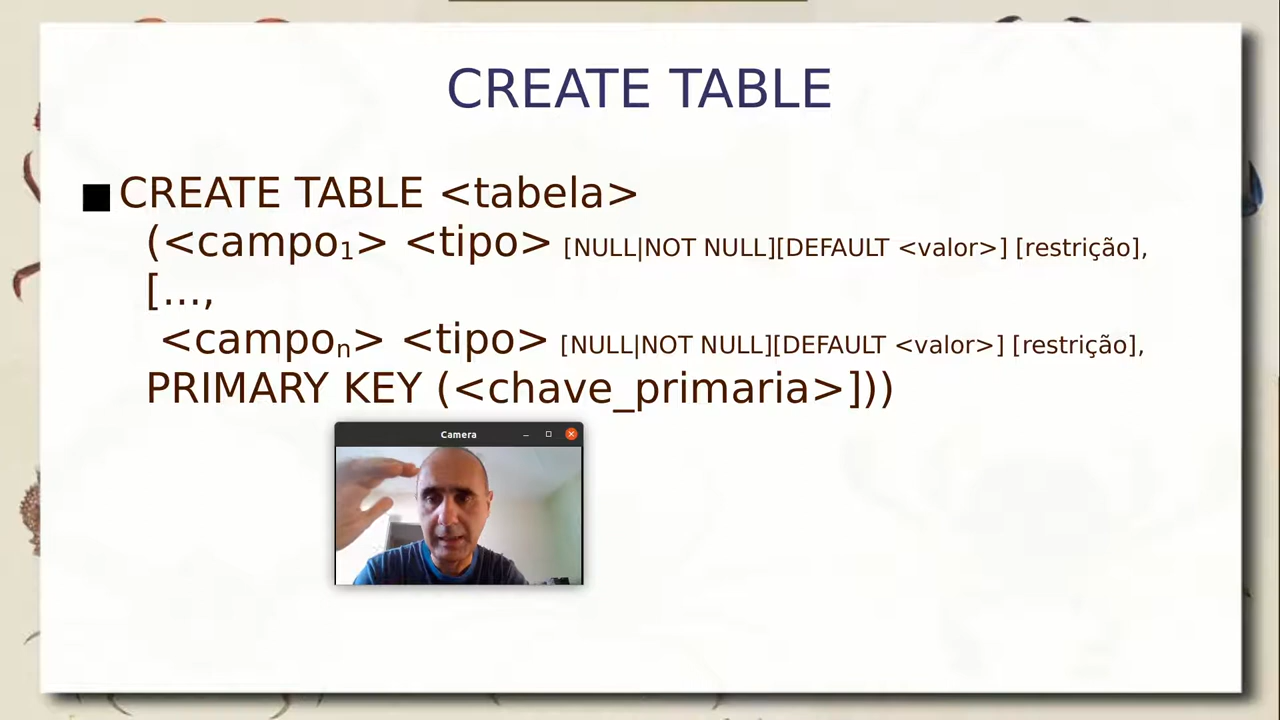 CREATE TABLE
CREATE TABLE <tabela>
(<campo₁> <tipo> [NULL|NOT NULL][DEFAULT <valor>] [restrição],
[...,
<campoₙ> <tipo> [NULL|NOT NULL][DEFAULT <valor>] [restrição],
PRIMARY KEY (<chave_primaria>]))
Camera